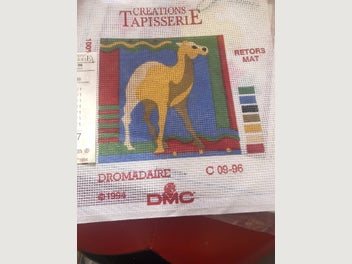 CREATIONS
TAPISSERIE
RETORS
MAT
DROMADAIRE
C 09-96
©1994
DMC